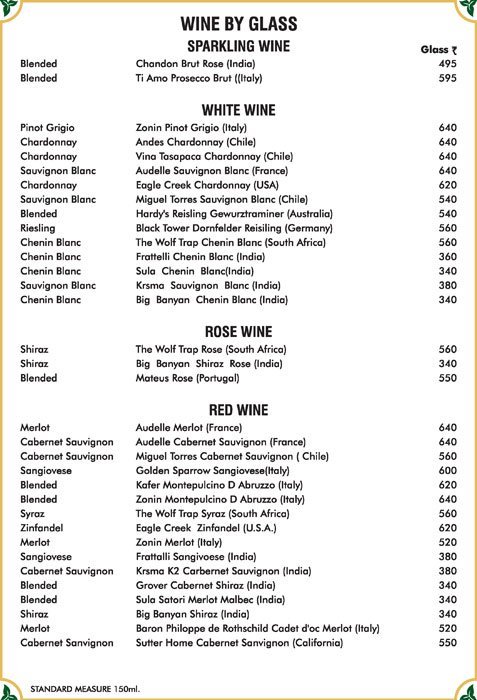 WINE BY GLASS
SPARKLING WINE
Glass ₹
Blended Chandon Brut Rose (India) 495
Blended Ti Amo Prosecco Brut ((Italy) 595
WHITE WINE
Pinot Grigio Zonin Pinot Grigio (Italy) 640
Chardonnay Andes Chardonnay (Chile) 640
Chardonnay Vina Tasapaca Chardonnay (Chile) 640
Sauvignon Blanc Audelle Sauvignon Blanc (France) 640
Chardonnay Eagle Creek Chardonnay (USA) 620
Sauvignon Blanc Miguel Torres Sauvignon Blanc (Chile) 540
Blended Hardy's Reisling Gewurztraminer (Australia) 540
Riesling Black Tower Dornfelder Reisiling (Germany) 560
Chenin Blanc The Wolf Trap Chenin Blanc (South Africa) 560
Chenin Blanc Frattelli Chenin Blanc (India) 360
Chenin Blanc Sula Chenin Blanc(India) 340
Sauvignon Blanc Krsma Sauvignon Blanc (India) 380
Chenin Blanc Big Banyan Chenin Blanc (India) 340
ROSE WINE
Shiraz The Wolf Trap Rose (South Africa) 560
Shiraz Big Banyan Shiraz Rose (India) 340
Blended Mateus Rose (Portugal) 550
RED WINE
Merlot Audelle Merlot (France) 640
Cabernet Sauvignon Audelle Cabernet Sauvignon (France) 640
Cabernet Sauvignon Miguel Torres Cabernet Sauvignon ( Chile) 560
Sangiovese Golden Sparrow Sangiovese(Italy) 600
Blended Kafer Montepulcino D Abruzzo (Italy) 620
Blended Zonin Montepulcino D Abruzzo (Italy) 640
Syraz The Wolf Trap Syraz (South Africa) 560
Zinfandel Eagle Creek Zinfandel (U.S.A.) 620
Merlot Zonin Merlot (Italy) 520
Sangiovese Frattalli Sangivoese (India) 380
Cabernet Sauvignon Krsma K2 Carbernet Sauvignon (India) 380
Blended Grover Cabernet Shiraz (India) 340
Blended Sula Satori Merlot Malbec (India) 340
Shiraz Big Banyan Shiraz (India) 340
Merlot Baron Philoppe de Rothschild Cadet d'oc Merlot (Italy) 520
Cabernet Sanvignon Sutter Home Cabernet Sanvignon (California) 550
STANDARD MEASURE 150ml.